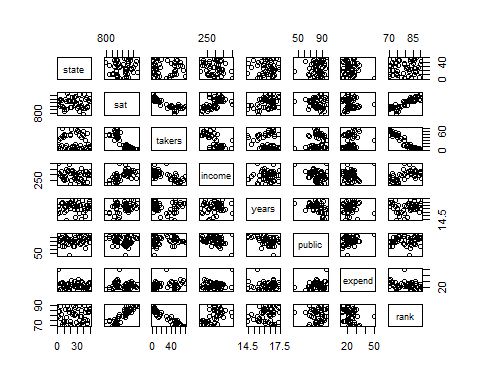 800 250 50 90 70 85
state 0 40
800 sat
takers 0 60
250 income
years 14.5
50 public
expend 20
70 90 rank
0 30 0 40 14.5 17.5 20 50